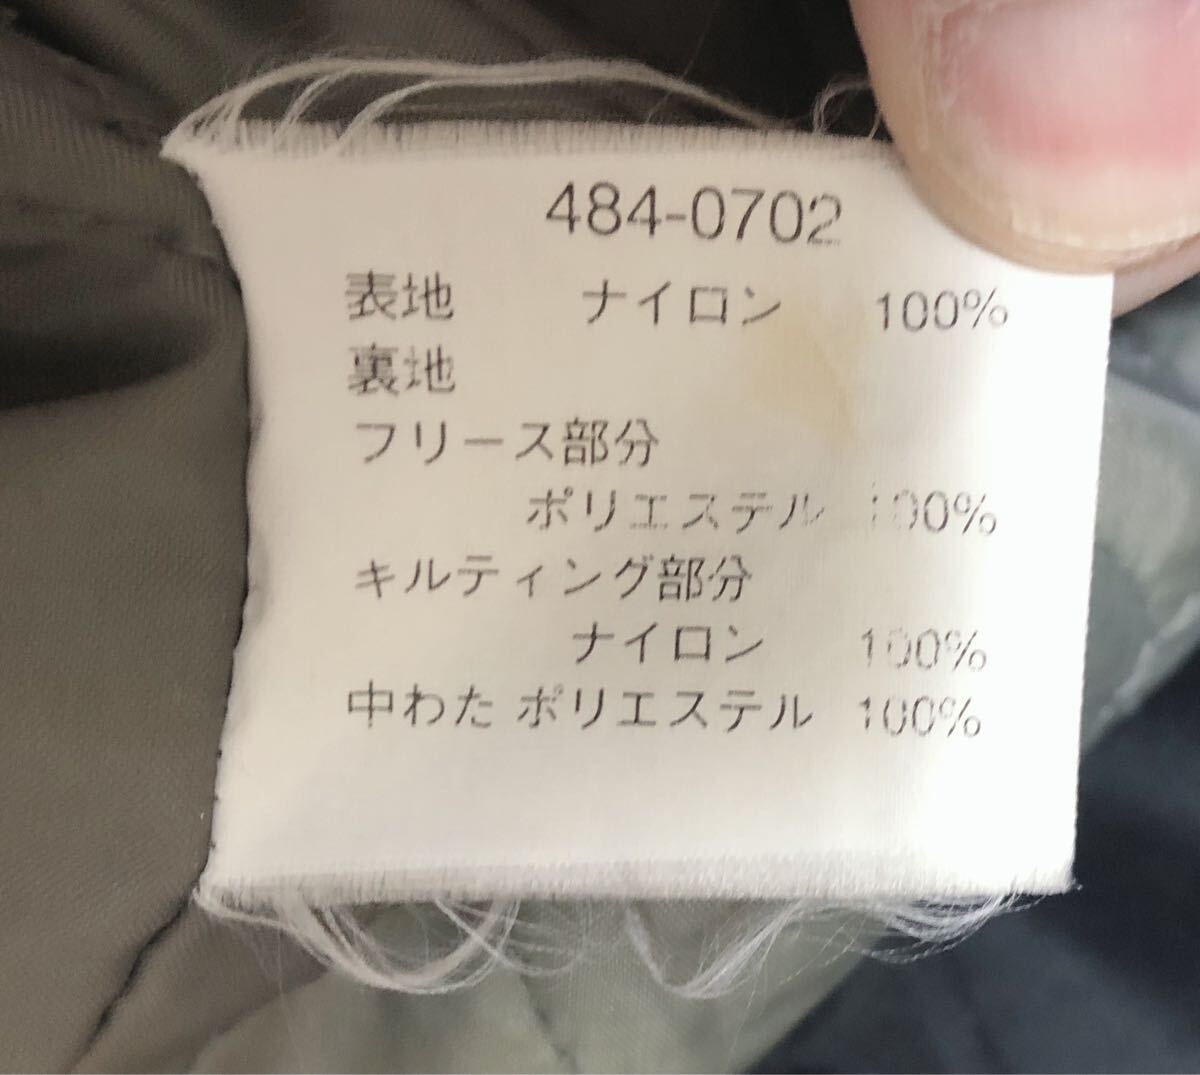 484-0702
表地 ナイロン 100%
裏地
フリース部分
ポリエステル 100%
キルティング部分
ナイロン 100%
中わた ポリエステル 100%